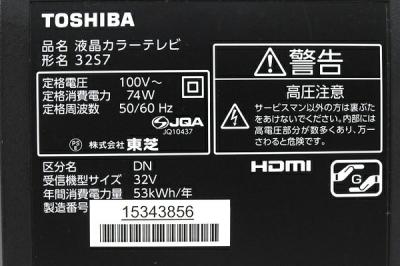 TOSHIBA
品名 液晶カラーテレビ
形名 32S7
定格電圧 100V～
定格消費電力 74W
定格周波数 50/60 Hz
JQA
JQ10437
PS
E
株式会社 東芝
警告
高圧注意
サービスマン以外の方は裏ぶた
をあけないでください。内部には
高電圧部分が数多くあり、万一
さわると危険です。
区分名 DN
受信機型サイズ 32V
年間消費電力量 53kWh/年
製造番号
15343856
HDMI
G